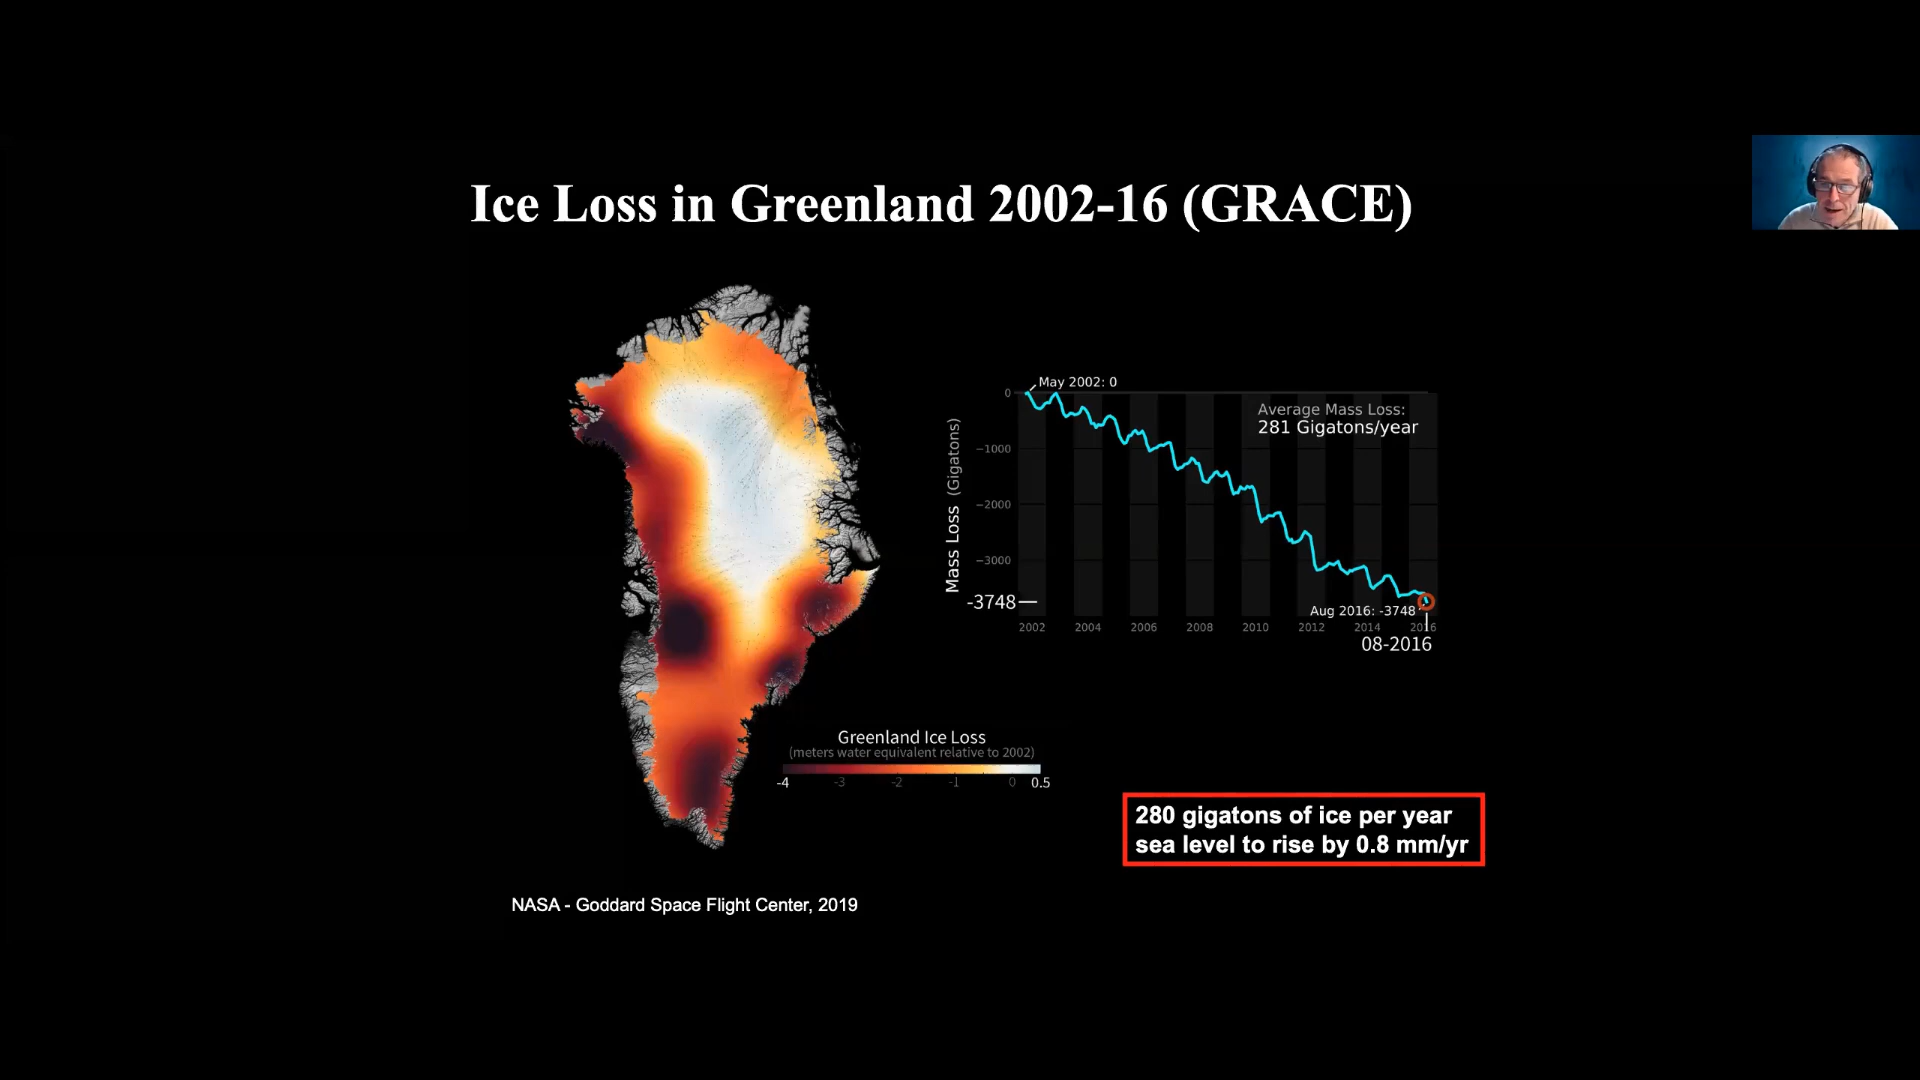 Ice Loss in Greenland 2002-16 (GRACE)
May 2002: 0
Average Mass Loss:
281 Gigatons/year
Mass Loss (Gigatons)
0
−1000
−2000
−3000
-3748
Aug 2016: -3748
2002 2004 2006 2008 2010 2012 2014 2016
08-2016
Greenland Ice Loss
(meters water equivalent relative to 2002)
-4 -3 -2 -1 0 0.5
280 gigatons of ice per year
sea level to rise by 0.8 mm/yr
NASA - Goddard Space Flight Center, 2019